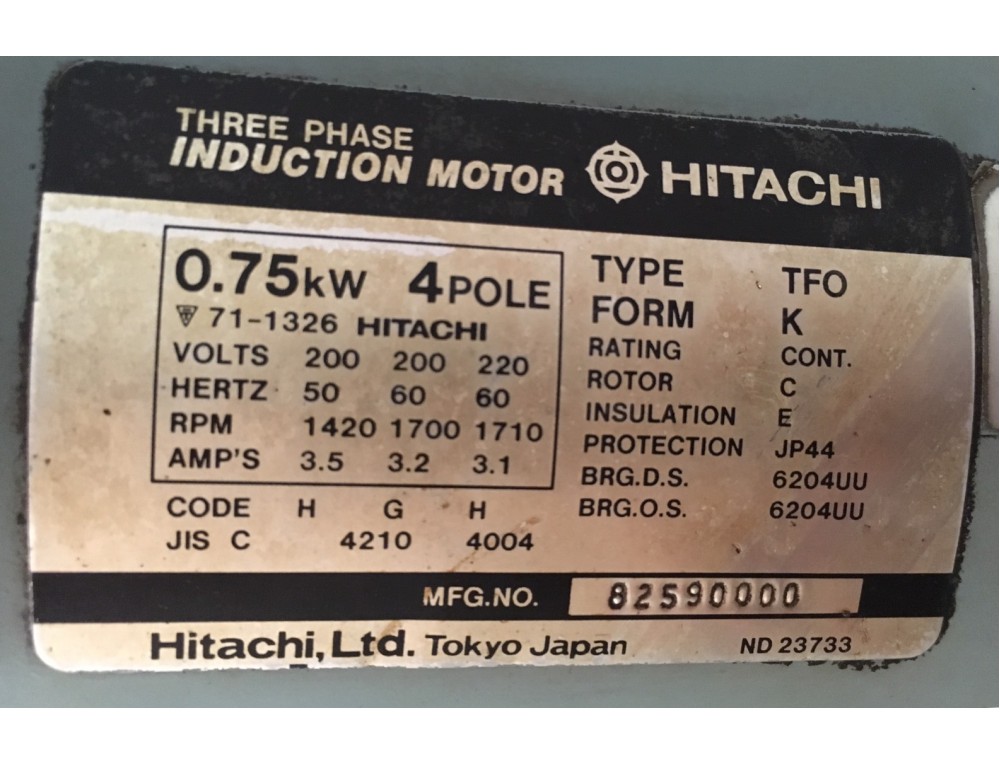 THREE PHASE
INDUCTION MOTOR HITACHI
0.75kW 4POLE
71-1326 HITACHI
VOLTS 200 200 220
HERTZ 50 60 60
RPM 1420 1700 1710
AMP'S 3.5 3.2 3.1
CODE H G H
JIS C 4210 4004
TYPE TFO
FORM K
RATING CONT.
ROTOR C
INSULATION E
PROTECTION JP44
BRG.D.S. 6204UU
BRG.O.S. 6204UU
MFG.NO. 82590000
Hitachi, Ltd. Tokyo Japan ND 23733